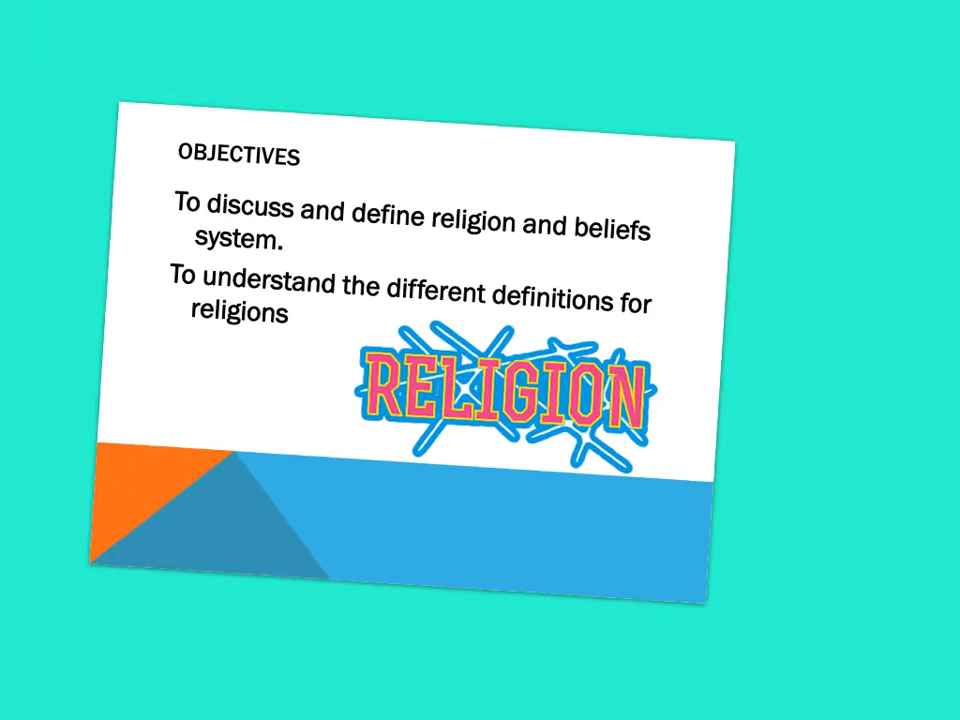 OBJECTIVES
To discuss and define religion and beliefs
system.
To understand the different definitions for
religions
RELIGION